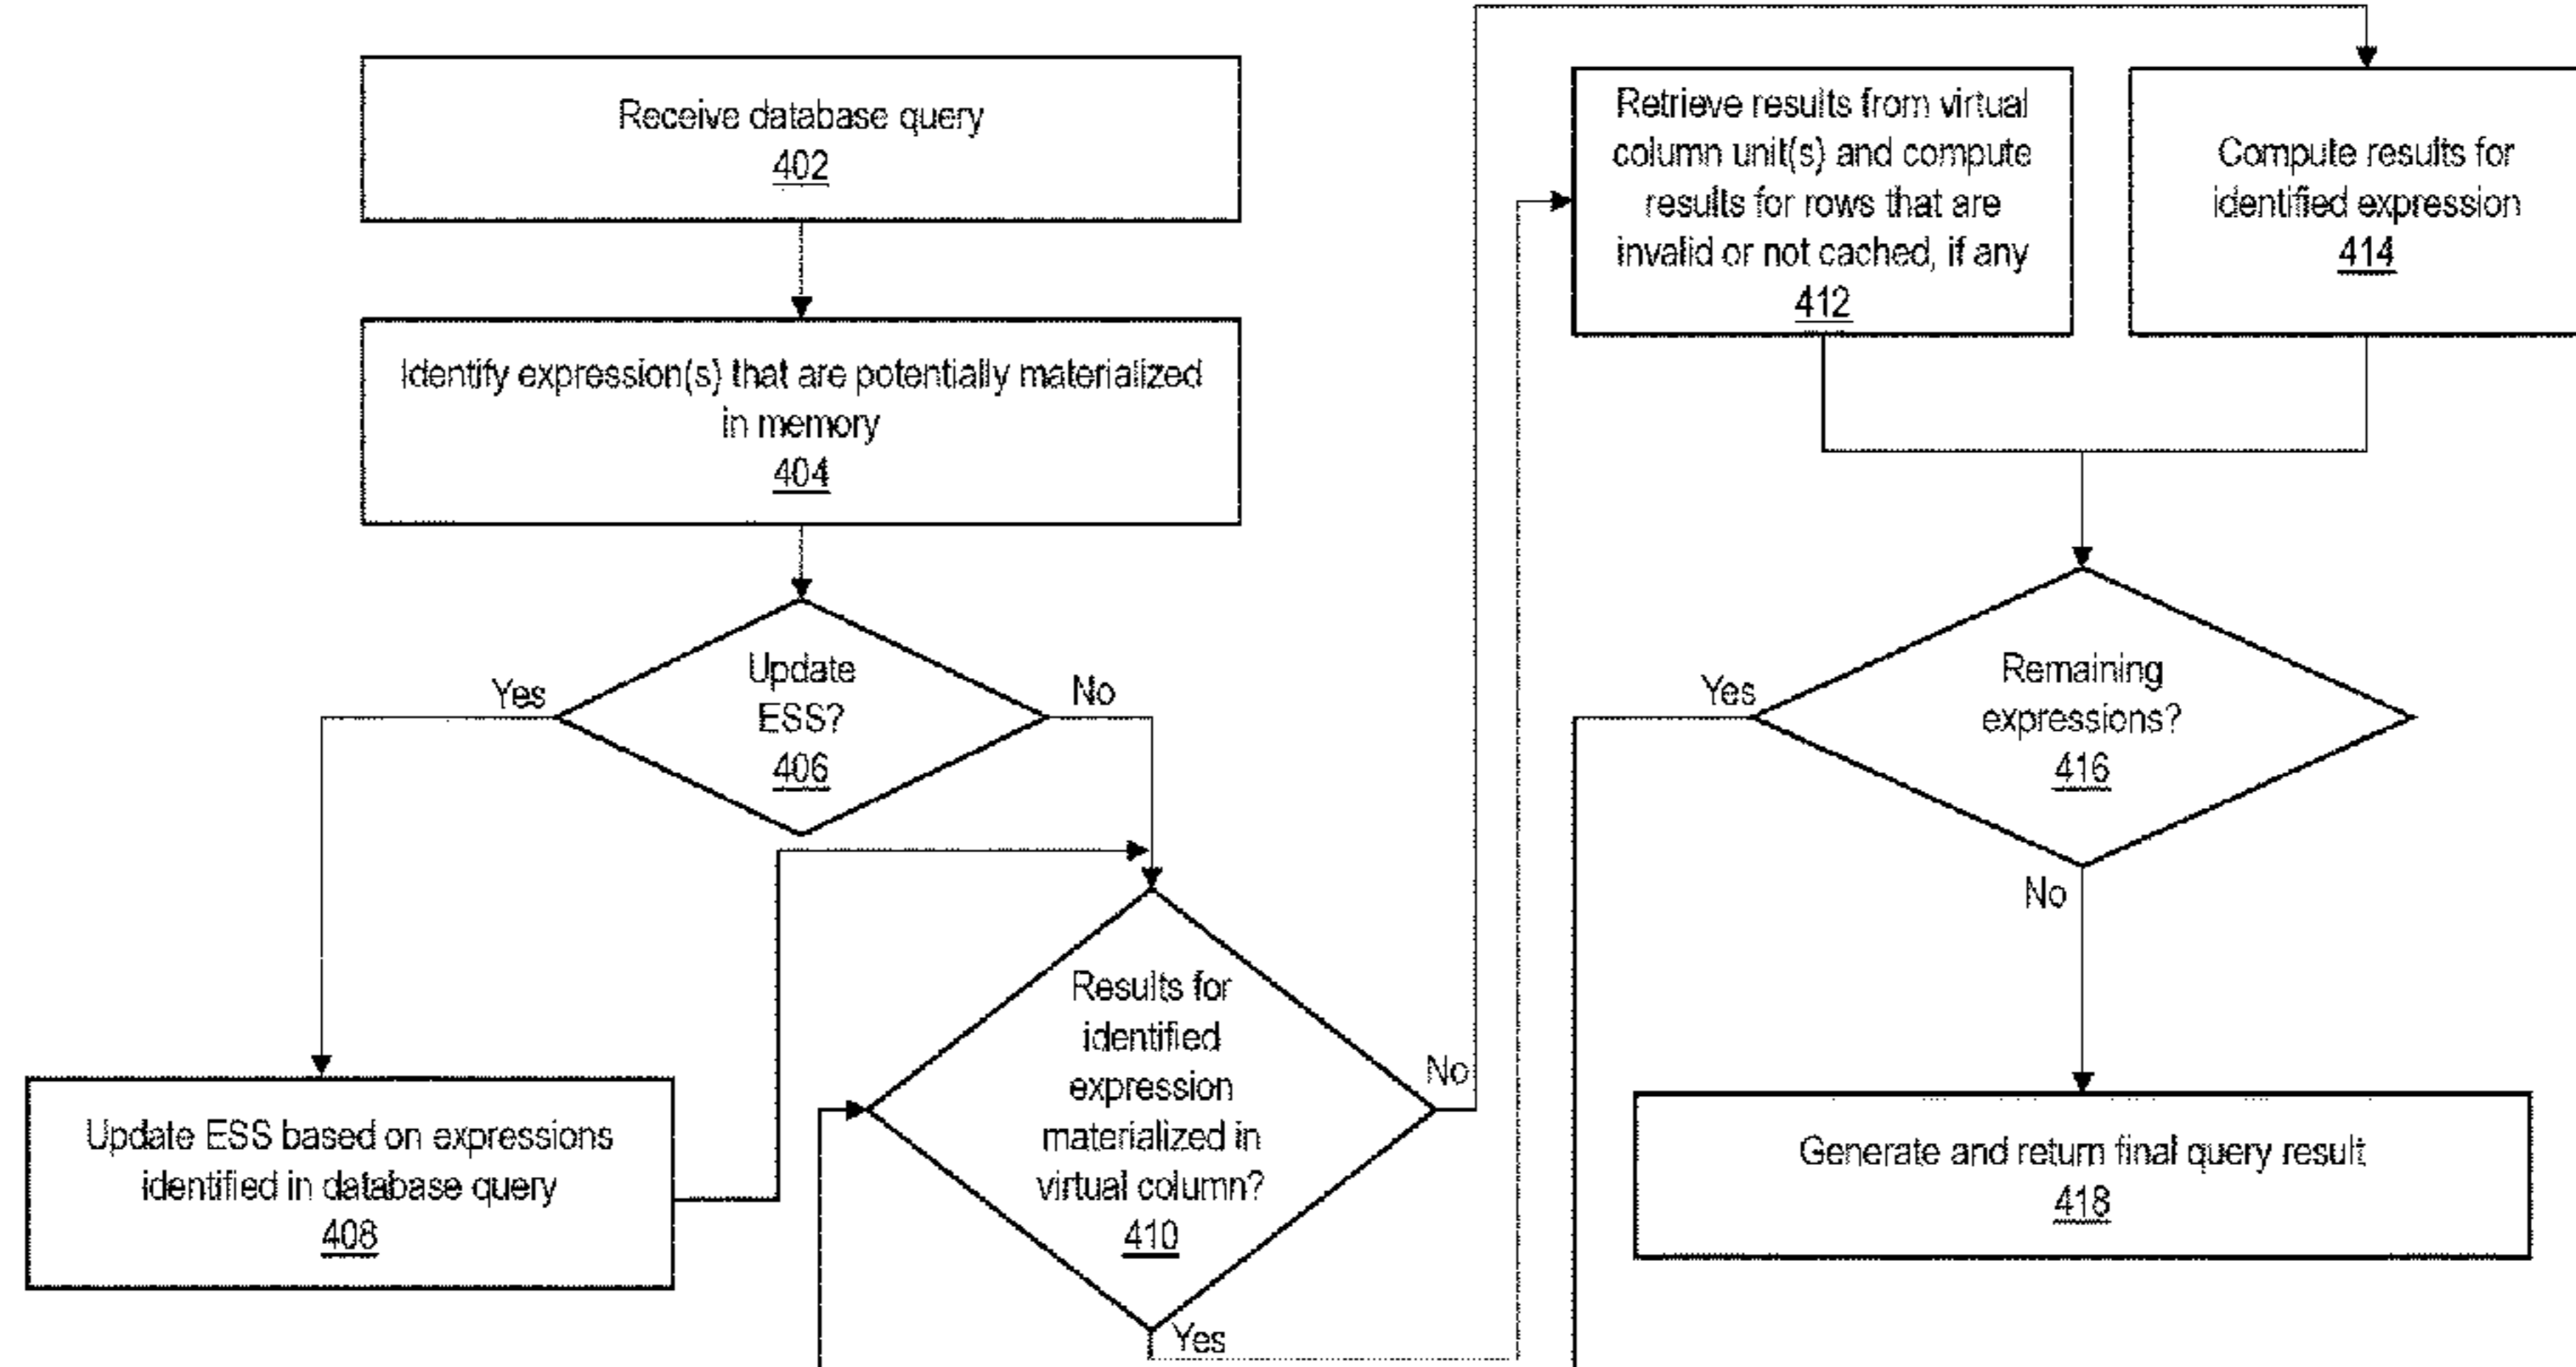 Receive database query
402
Identify expression(s) that are potentially materialized
in memory
404
Update
ESS?
406
Yes
No
Update ESS based on expressions
identified in database query
408
Results for
identified
expression
materialized in
virtual column?
410
No
Yes
Retrieve results from virtual
column unit(s) and compute
results for rows that are
invalid or not cached, if any
412
Compute results for
identified expression
414
Remaining
expressions?
416
Yes
No
Generate and return final query result
418